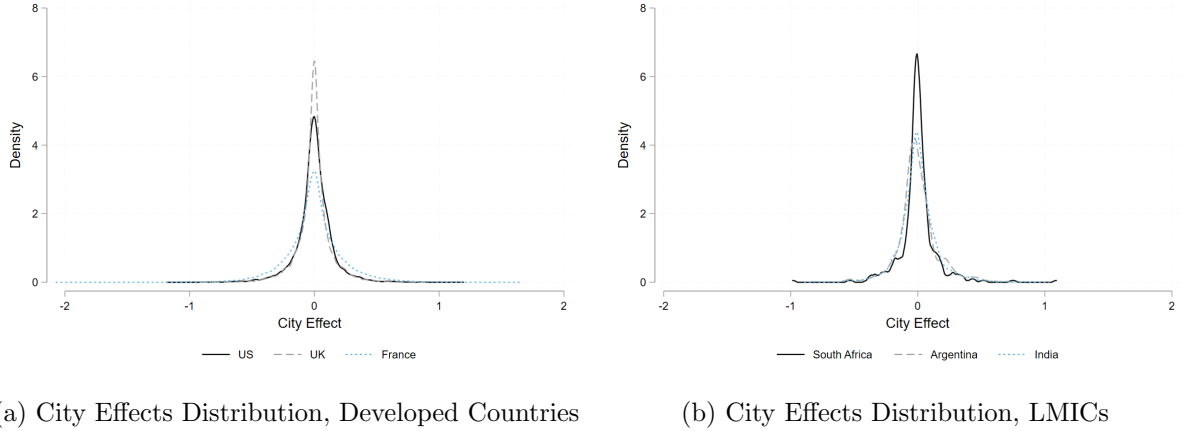 8
6
4
2
0
Density
-2
-1
0
1
2
City Effect
US
UK
France
a) City Effects Distribution, Developed Countries
8
6
4
2
0
Density
-2
-1
0
1
2
City Effect
South Africa
Argentina
India
(b) City Effects Distribution, LMICs